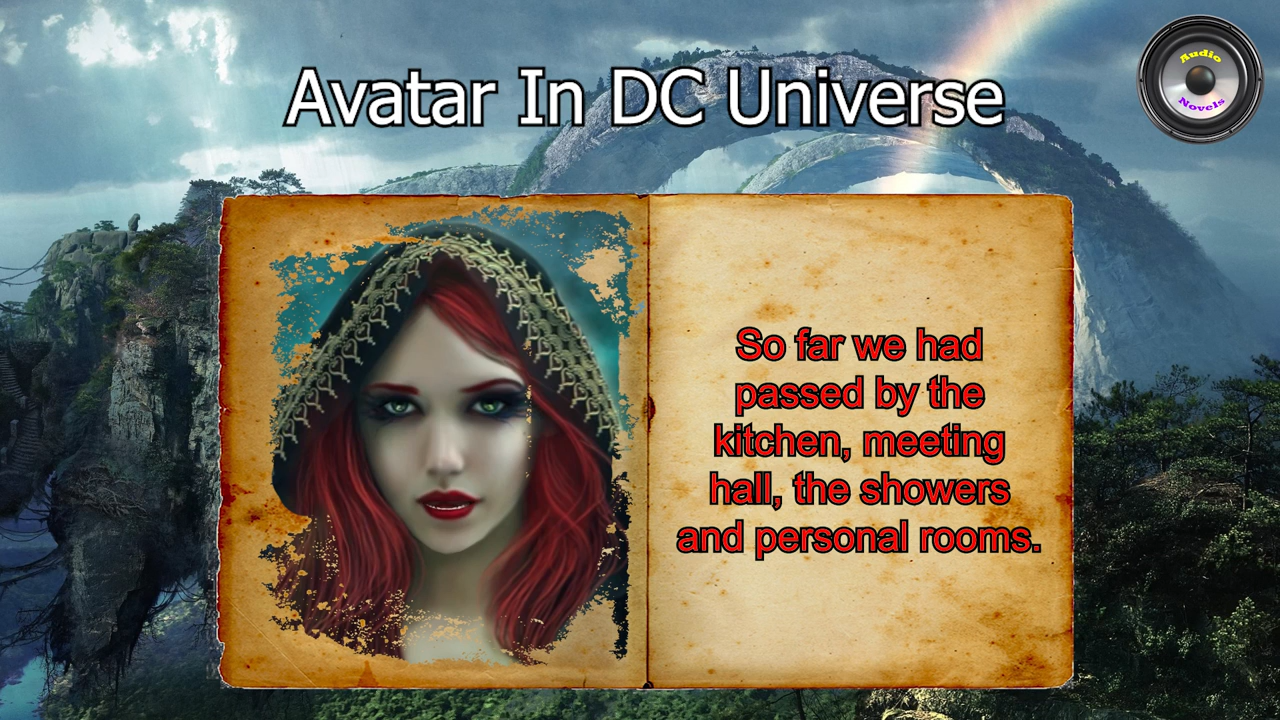 Avatar In DC Universe
Audio
Novels
So far we had
passed by the
kitchen, meeting
hall, the showers
and personal rooms.